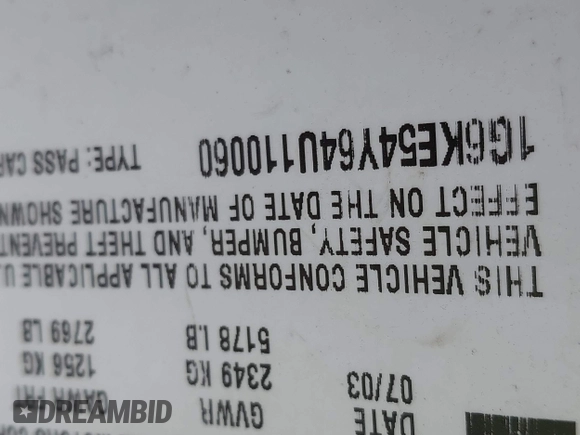 DATE GVWR GAWR FRT
07/03 2349 KG 1256 KG
5178 LB 2769 LB
THIS VEHICLE CONFORMS TO ALL APPLICABLE U
VEHICLE SAFETY, BUMPER, AND THEFT PREVENT
EFFECT ON THE DATE OF MANUFACTURE SHOWN
1G6KE54Y64U110060 TYPE: PASS CAR
DREAMBID